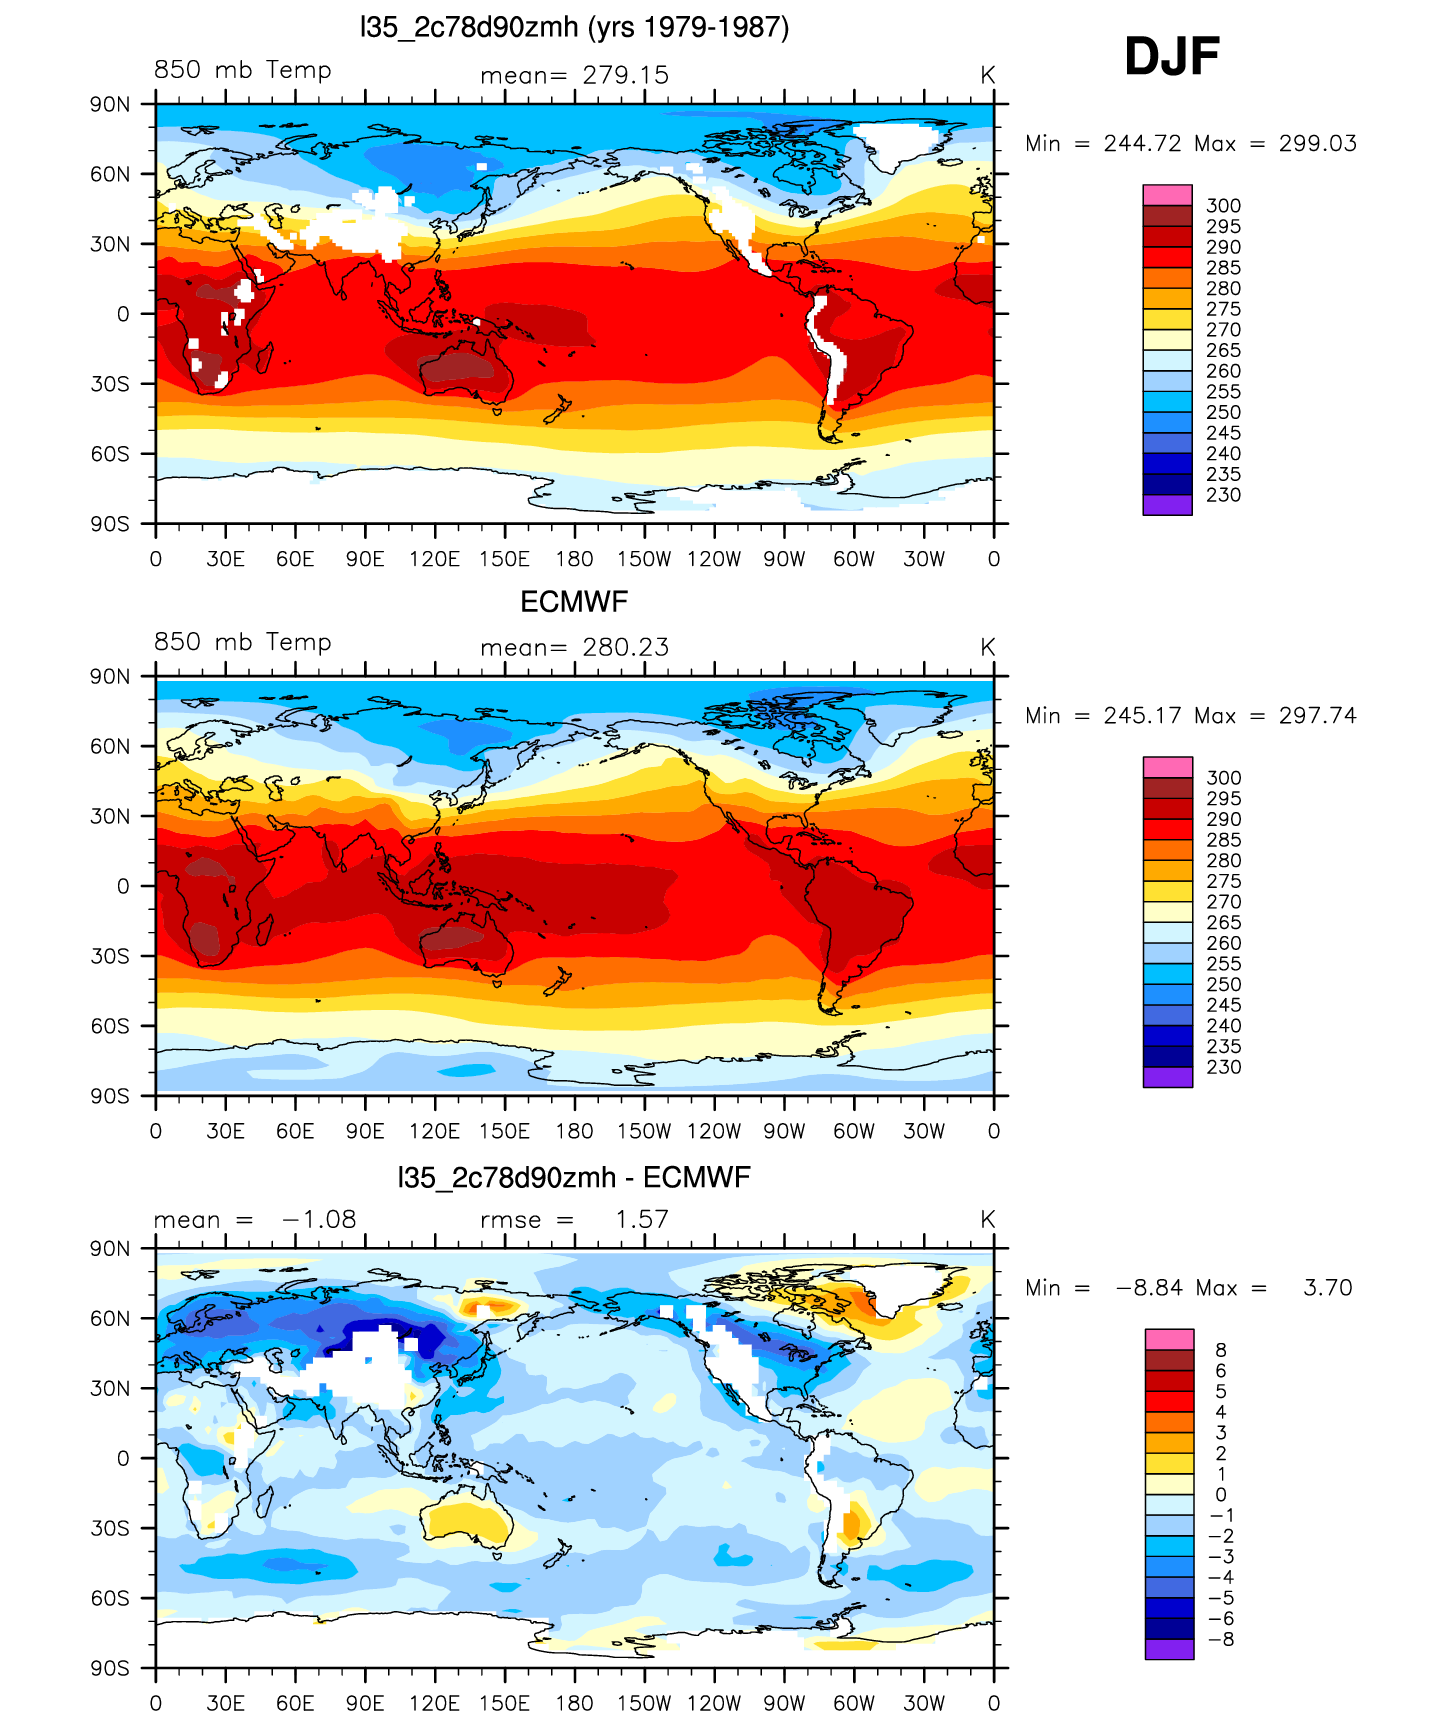 l35_2c78d90zmh (yrs 1979-1987)
DJF
850 mb Temp mean= 279.15 K
Min = 244.72 Max = 299.03
90N
60N
30N
0
30S
60S
90S
0 30E 60E 90E 120E 150E 180 150W 120W 90W 60W 30W 0
300
295
290
285
280
275
270
265
260
255
250
245
240
235
230
ECMWF
850 mb Temp mean= 280.23 K
Min = 245.17 Max = 297.74
90N
60N
30N
0
30S
60S
90S
0 30E 60E 90E 120E 150E 180 150W 120W 90W 60W 30W 0
300
295
290
285
280
275
270
265
260
255
250
245
240
235
230
l35_2c78d90zmh - ECMWF
mean = −1.08 rmse = 1.57 K
Min = −8.84 Max = 3.70
90N
60N
30N
0
30S
60S
90S
0 30E 60E 90E 120E 150E 180 150W 120W 90W 60W 30W 0
8
6
5
4
3
2
1
0
−1
−2
−3
−4
−5
−6
−8